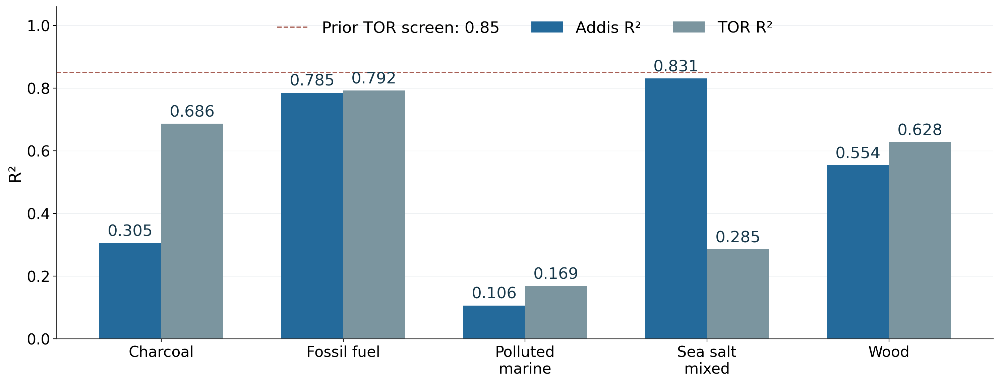 Prior TOR screen: 0.85 Addis R² TOR R²
R²
1.0
0.8
0.6
0.4
0.2
0.0
0.305
0.686
0.785
0.792
0.106
0.169
0.831
0.285
0.554
0.628
Charcoal
Fossil fuel
Polluted
marine
Sea salt
mixed
Wood